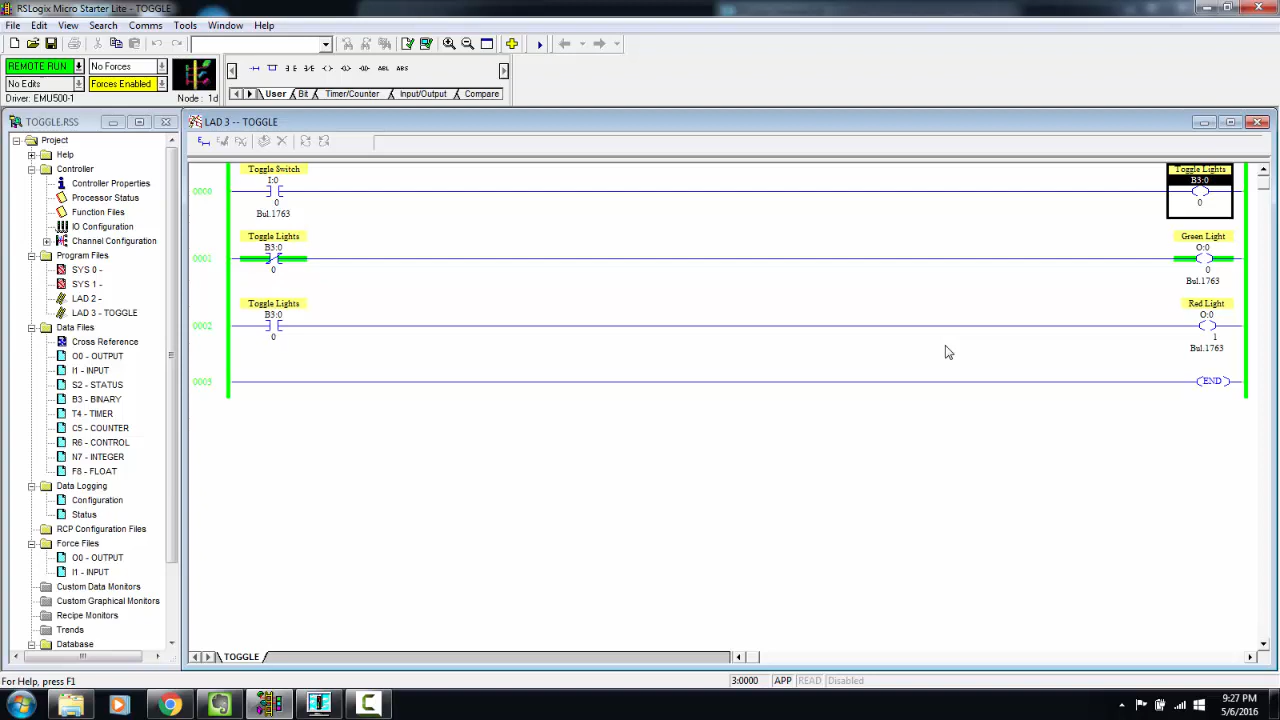 RSLogix Micro Starter Lite - TOGGLE
File Edit View Search Comms Tools Window Help
REMOTE RUN No Forces
No Edits Forces Enabled
Driver: EMU500-1 Node : 1d
User Bit Timer/Counter Input/Output Compare
TOGGLE.RSS
Project
Help
Controller
Controller Properties
Processor Status
Function Files
IO Configuration
Channel Configuration
Program Files
SYS 0 -
SYS 1 -
LAD 2 -
LAD 3 - TOGGLE
Data Files
Cross Reference
O0 - OUTPUT
I1 - INPUT
S2 - STATUS
B3 - BINARY
T4 - TIMER
C5 - COUNTER
R6 - CONTROL
N7 - INTEGER
F8 - FLOAT
Data Logging
Configuration
Status
RCP Configuration Files
Force Files
O0 - OUTPUT
I1 - INPUT
Custom Data Monitors
Custom Graphical Monitors
Recipe Monitors
Trends
Database
LAD 3 -- TOGGLE
Toggle Switch Toggle Lights
I:0 B3:0
0000
0 0
Bul.1763
Toggle Lights Green Light
B3:0 O:0
0001
0 0
Bul.1763
Toggle Lights Red Light
B3:0 O:0
0002
0 1
Bul.1763
0003 END
TOGGLE
For Help, press F1
3:0000 APP READ Disabled
9:27 PM
5/6/2016